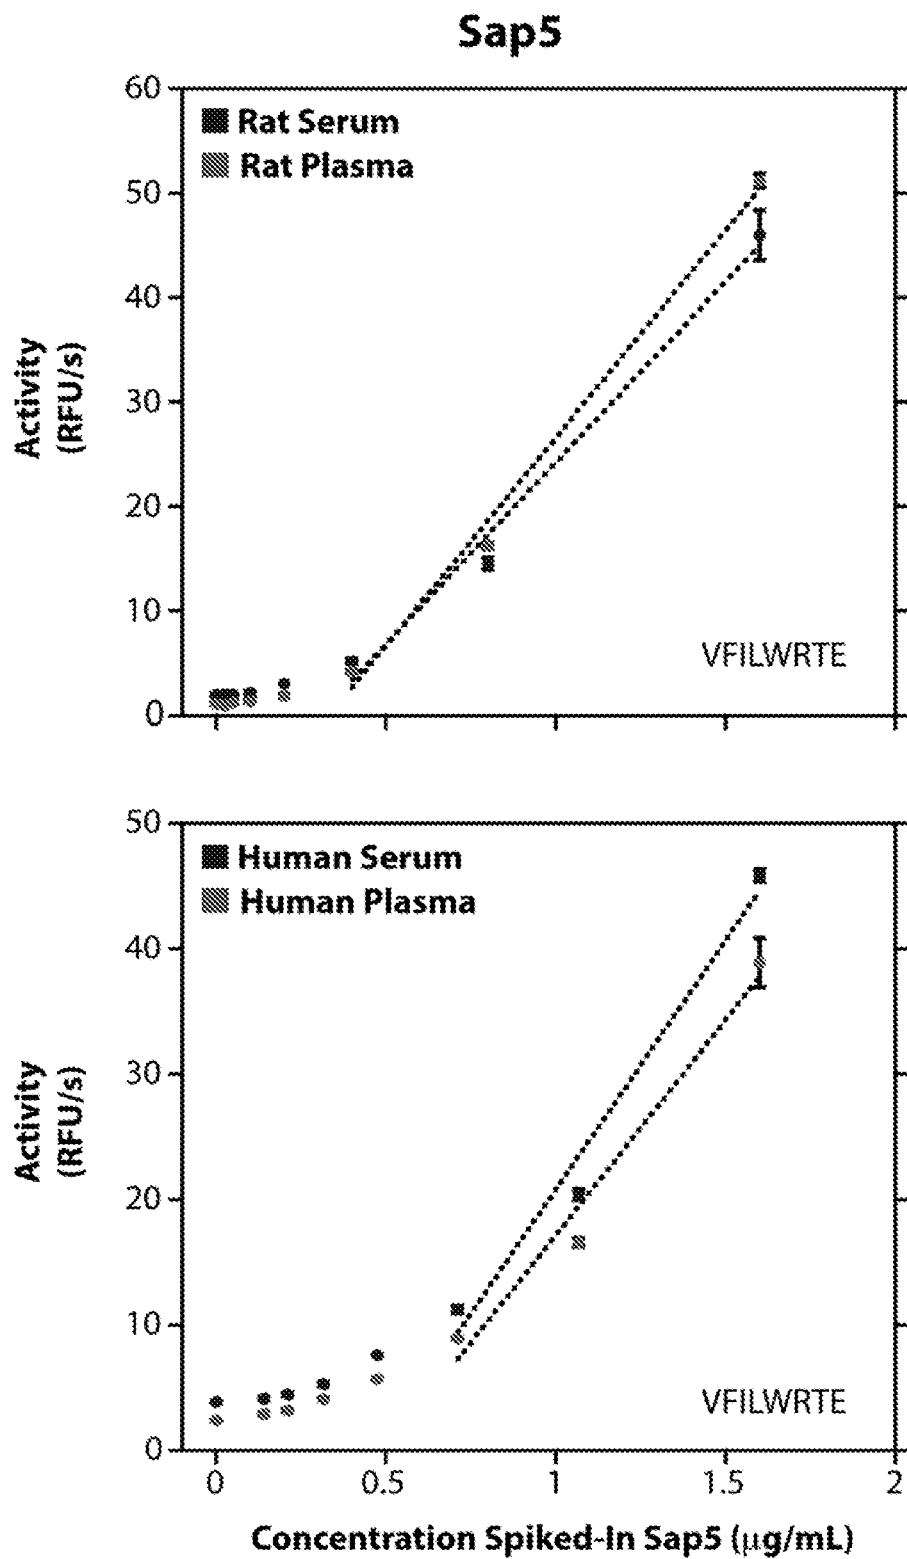 Sap5
60
Rat Serum
Rat Plasma
50
40
Activity
(RFU/s)
30
20
10
VFILWRTE
0
50
Human Serum
Human Plasma
40
30
Activity
(RFU/s)
20
10
VFILWRTE
0
0 0.5 1 1.5 2
Concentration Spiked-In Sap5 (μg/mL)